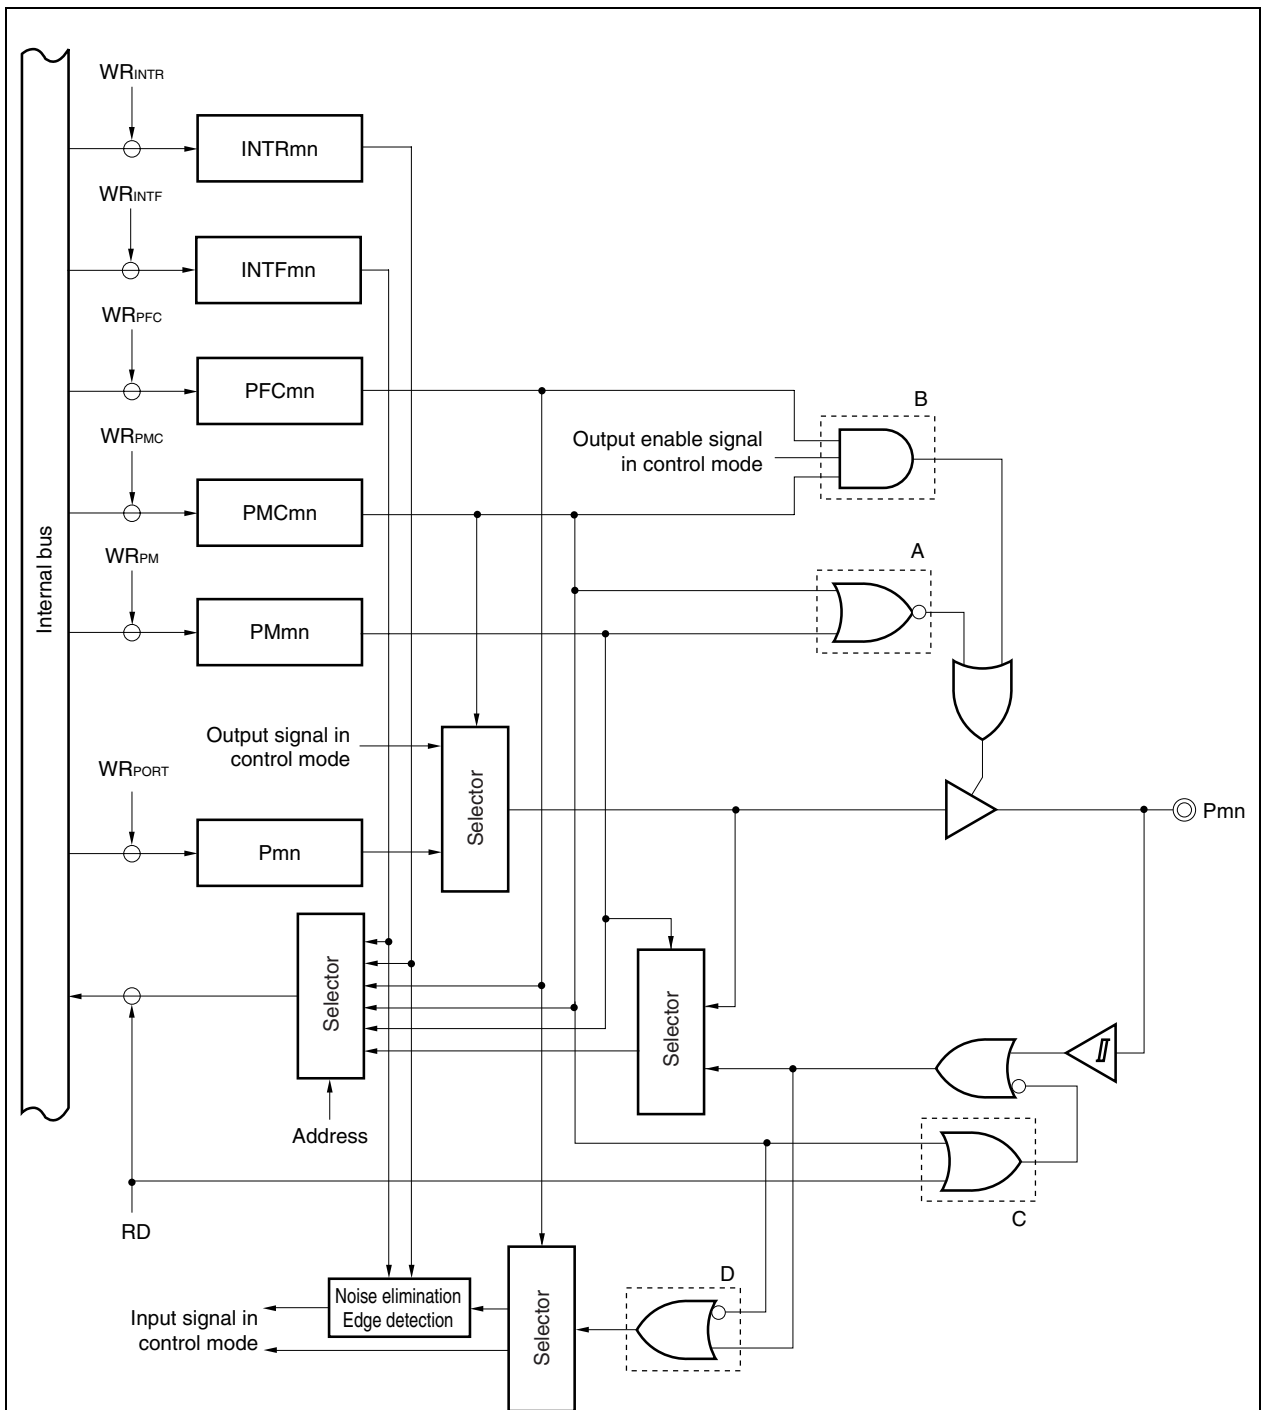 WRINTR
INTRmn
WRINTF
INTFmn
WRPFC
PFCmn
B
Output enable signal
in control mode
WRPMC
PMCmn
A
WRPM
PMmn
Internal bus
Output signal in
control mode
Selector
WRPORT
Pmn
Pmn
Selector
Selector
Address
RD
C
D
Noise elimination
Edge detection
Selector
Input signal in
control mode